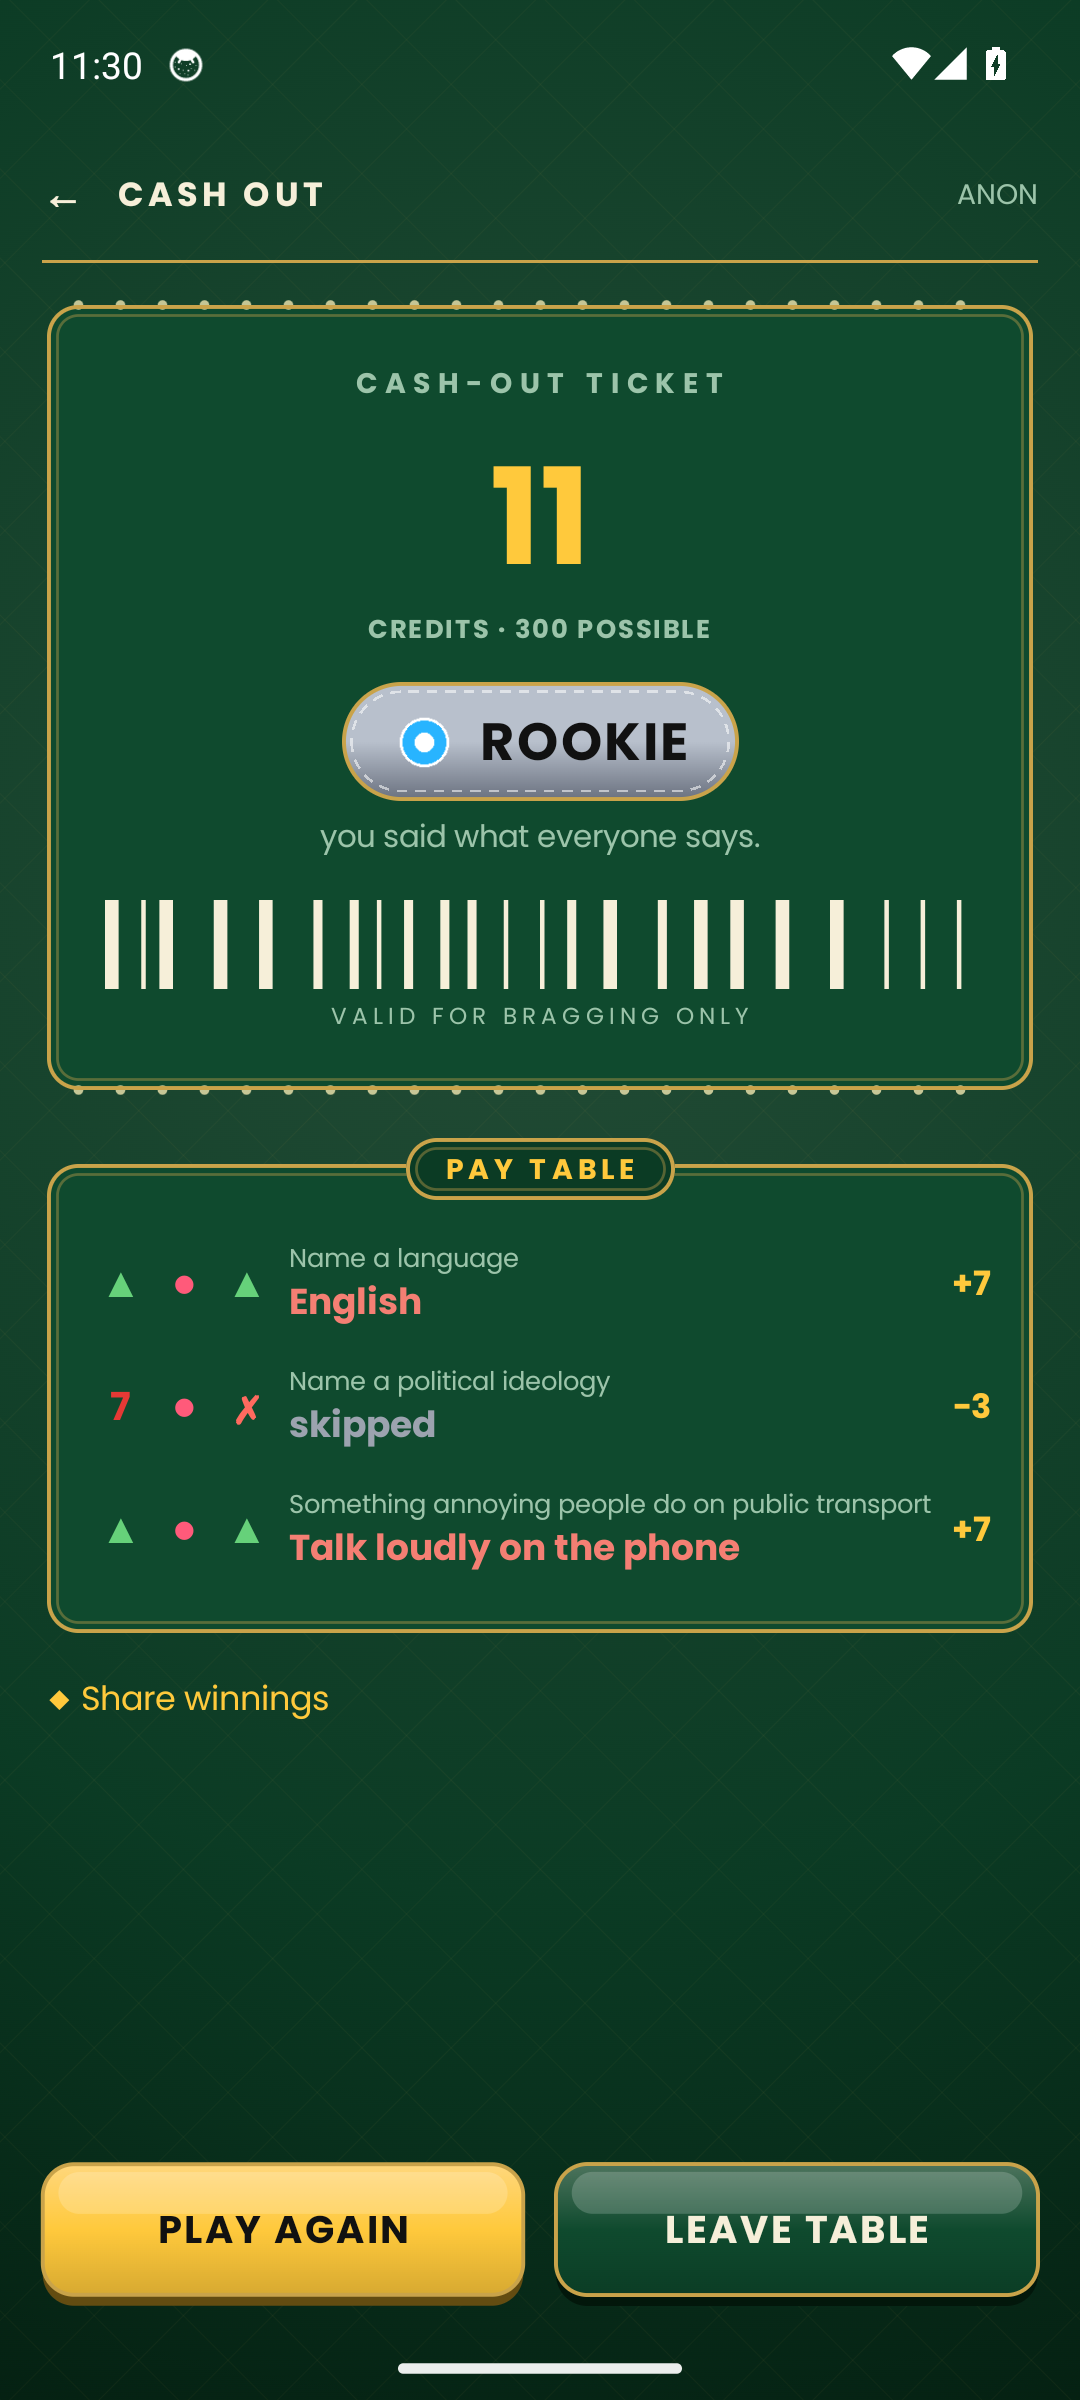 11:30
← CASH OUT
ANON
CASH-OUT TICKET
11
CREDITS · 300 POSSIBLE
ROOKIE
you said what everyone says.
VALID FOR BRAGGING ONLY
PAY TABLE
Name a language
English
+7
Name a political ideology
7 ● ✗ skipped
-3
Something annoying people do on public transport
Talk loudly on the phone
+7
◆ Share winnings
PLAY AGAIN
LEAVE TABLE